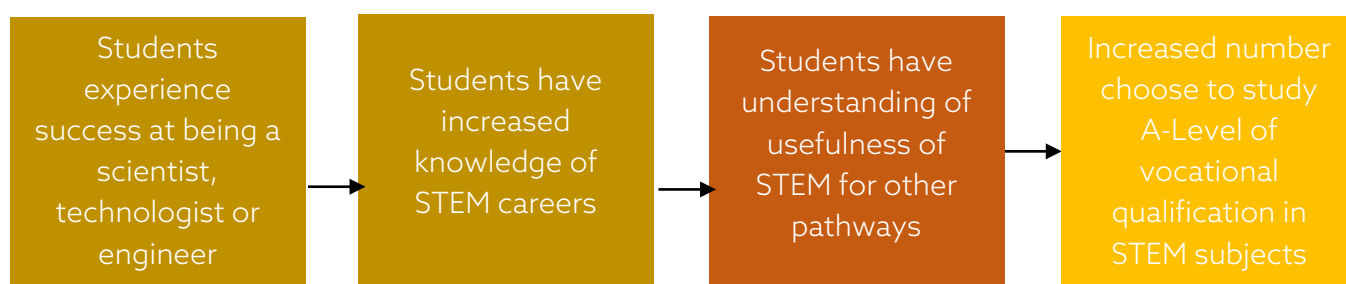 Students
experience
success at being a
scientist,
technologist or
engineer
Students have
increased
knowledge of
STEM careers
Students have
understanding of
usefulness of
STEM for other
pathways
Increased number
choose to study
A-Level of
vocational
qualification in
STEM subjects